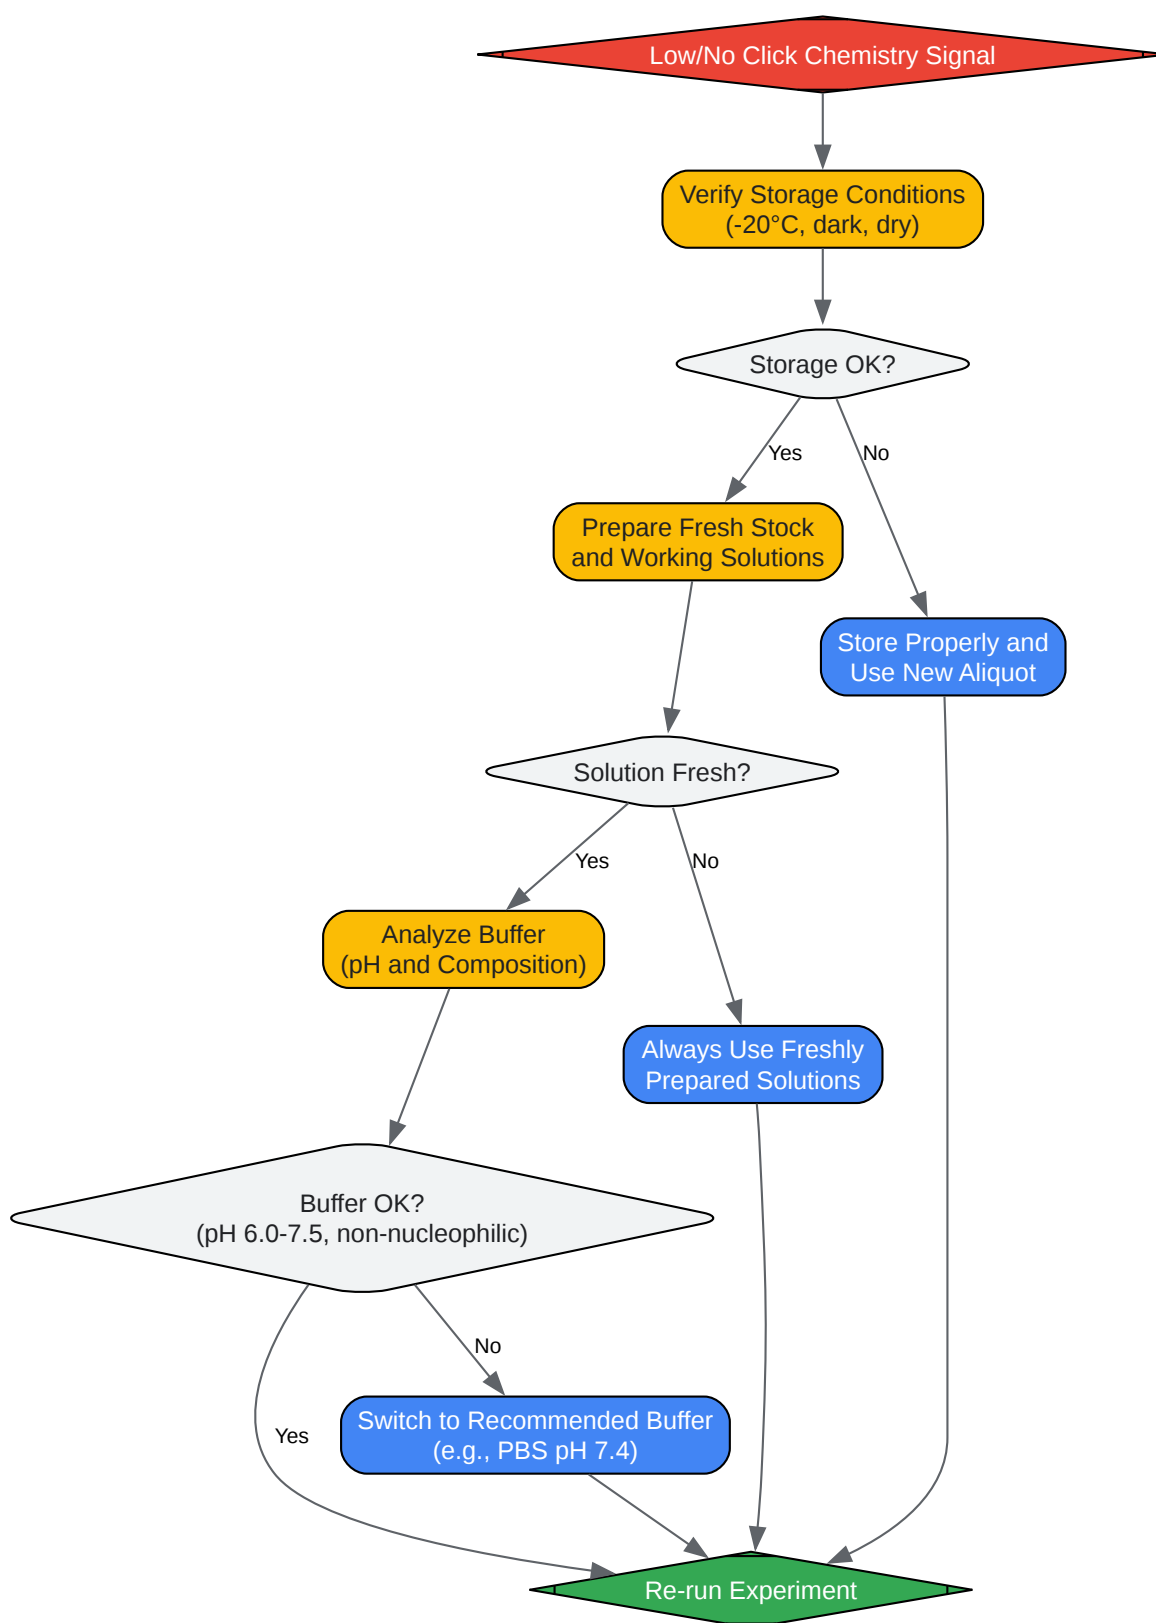 Low/No Click Chemistry Signal
Verify Storage Conditions
(-20°C, dark, dry)
Storage OK?
Yes
No
Prepare Fresh Stock
and Working Solutions
Store Properly and
Use New Aliquot
Solution Fresh?
Yes
No
Analyze Buffer
(pH and Composition)
Always Use Freshly
Prepared Solutions
Buffer OK?
(pH 6.0-7.5, non-nucleophilic)
No
Yes
Switch to Recommended Buffer
(e.g., PBS pH 7.4)
Re-run Experiment